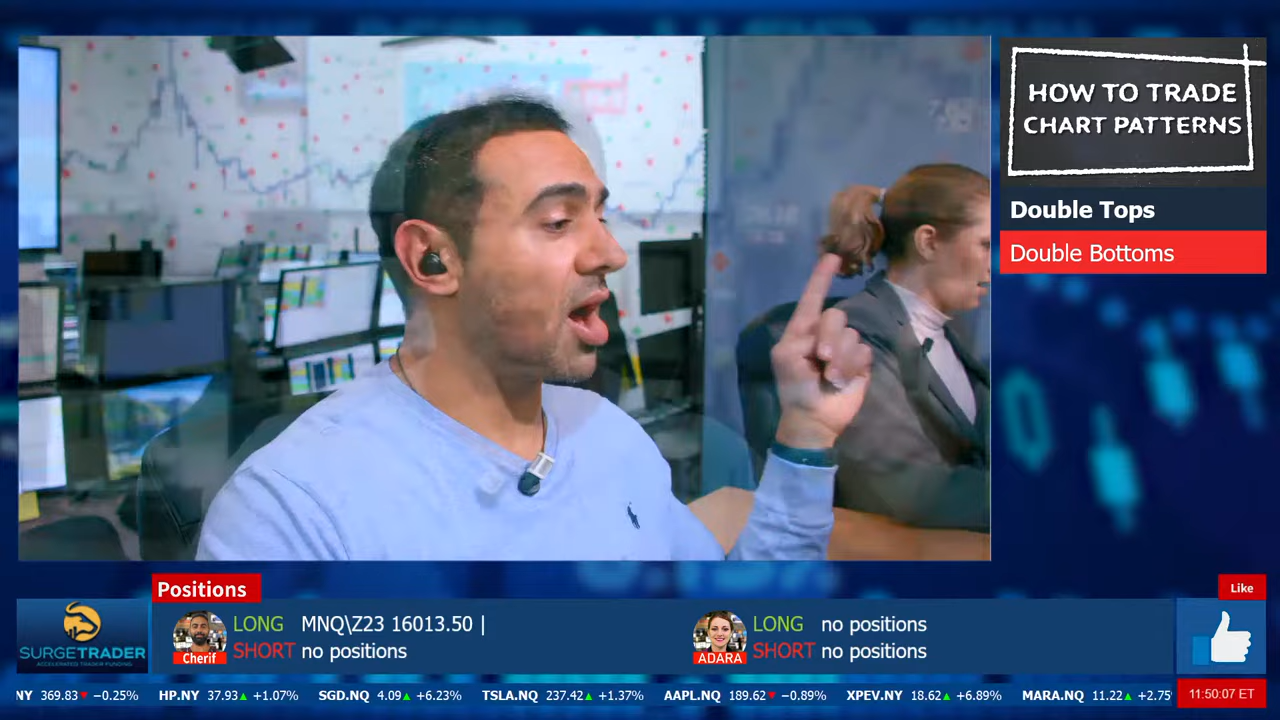 HOW TO TRADE
CHART PATTERNS
Double Tops
Double Bottoms
Positions
Like
LONG MNQ\Z23 16013.50 |
SHORT no positions
Cherif
LONG no positions
SHORT no positions
ADARA
SURGETRADER
ACCELERATED TRADER FUNDING
NY 369.83▼ −0.25% HP.NY 37.93▲ +1.07% SGD.NQ 4.09▲ +6.23% TSLA.NQ 237.42▲ +1.37% AAPL.NQ 189.62▼ −0.89% XPEV.NY 18.62▲ +6.89% MARA.NQ 11.22▲ +2.75
11:50:07 ET